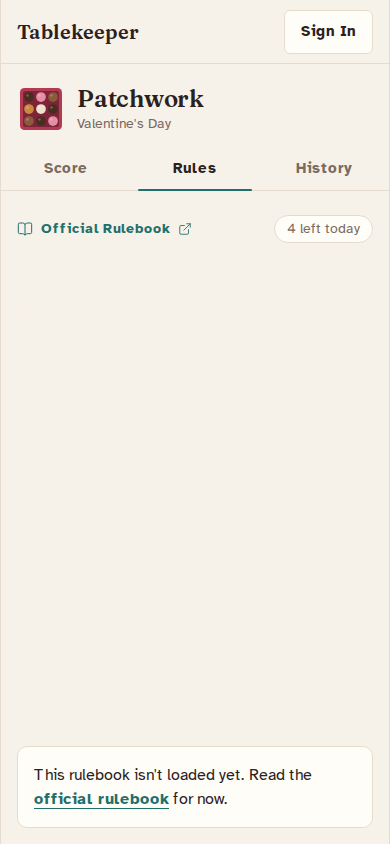 Tablekeeper
Sign In
Patchwork
Valentine's Day
Score
Rules
History
Official Rulebook
4 left today
This rulebook isn't loaded yet. Read the
official rulebook for now.